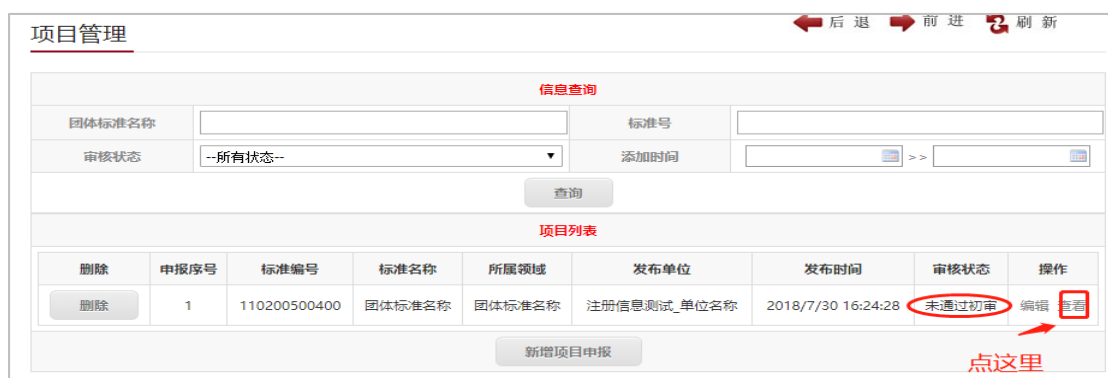 项目管理 后 退 前 进 刷 新
信息查询
团体标准名称 标准号
审核状态 --所有状态-- 添加时间 >>
查询
项目列表
删除 申报序号 标准编号 标准名称 所属领域 发布单位 发布时间 审核状态 操作
删除 1 110200500400 团体标准名称 团体标准名称 注册信息测试_单位名称 2018/7/30 16:24:28 未通过初审 编辑 查看
新增项目申报
点这里